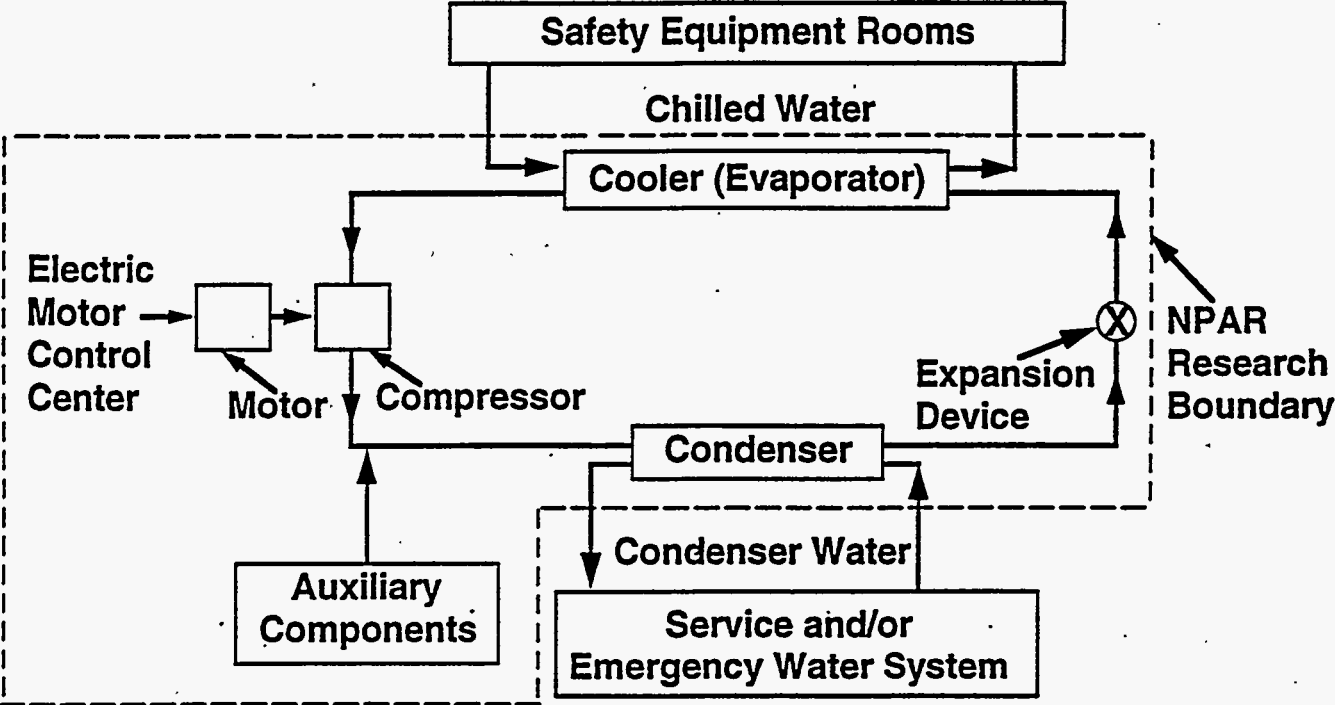 Safety Equipment Rooms
Chilled Water
Cooler (Evaporator)
Electric
Motor
Control
Center
Motor
Compressor
Expansion
Device
X
NPAR
Research
Boundary
Condenser
Condenser Water
Auxiliary
Components
Service and/or
Emergency Water System